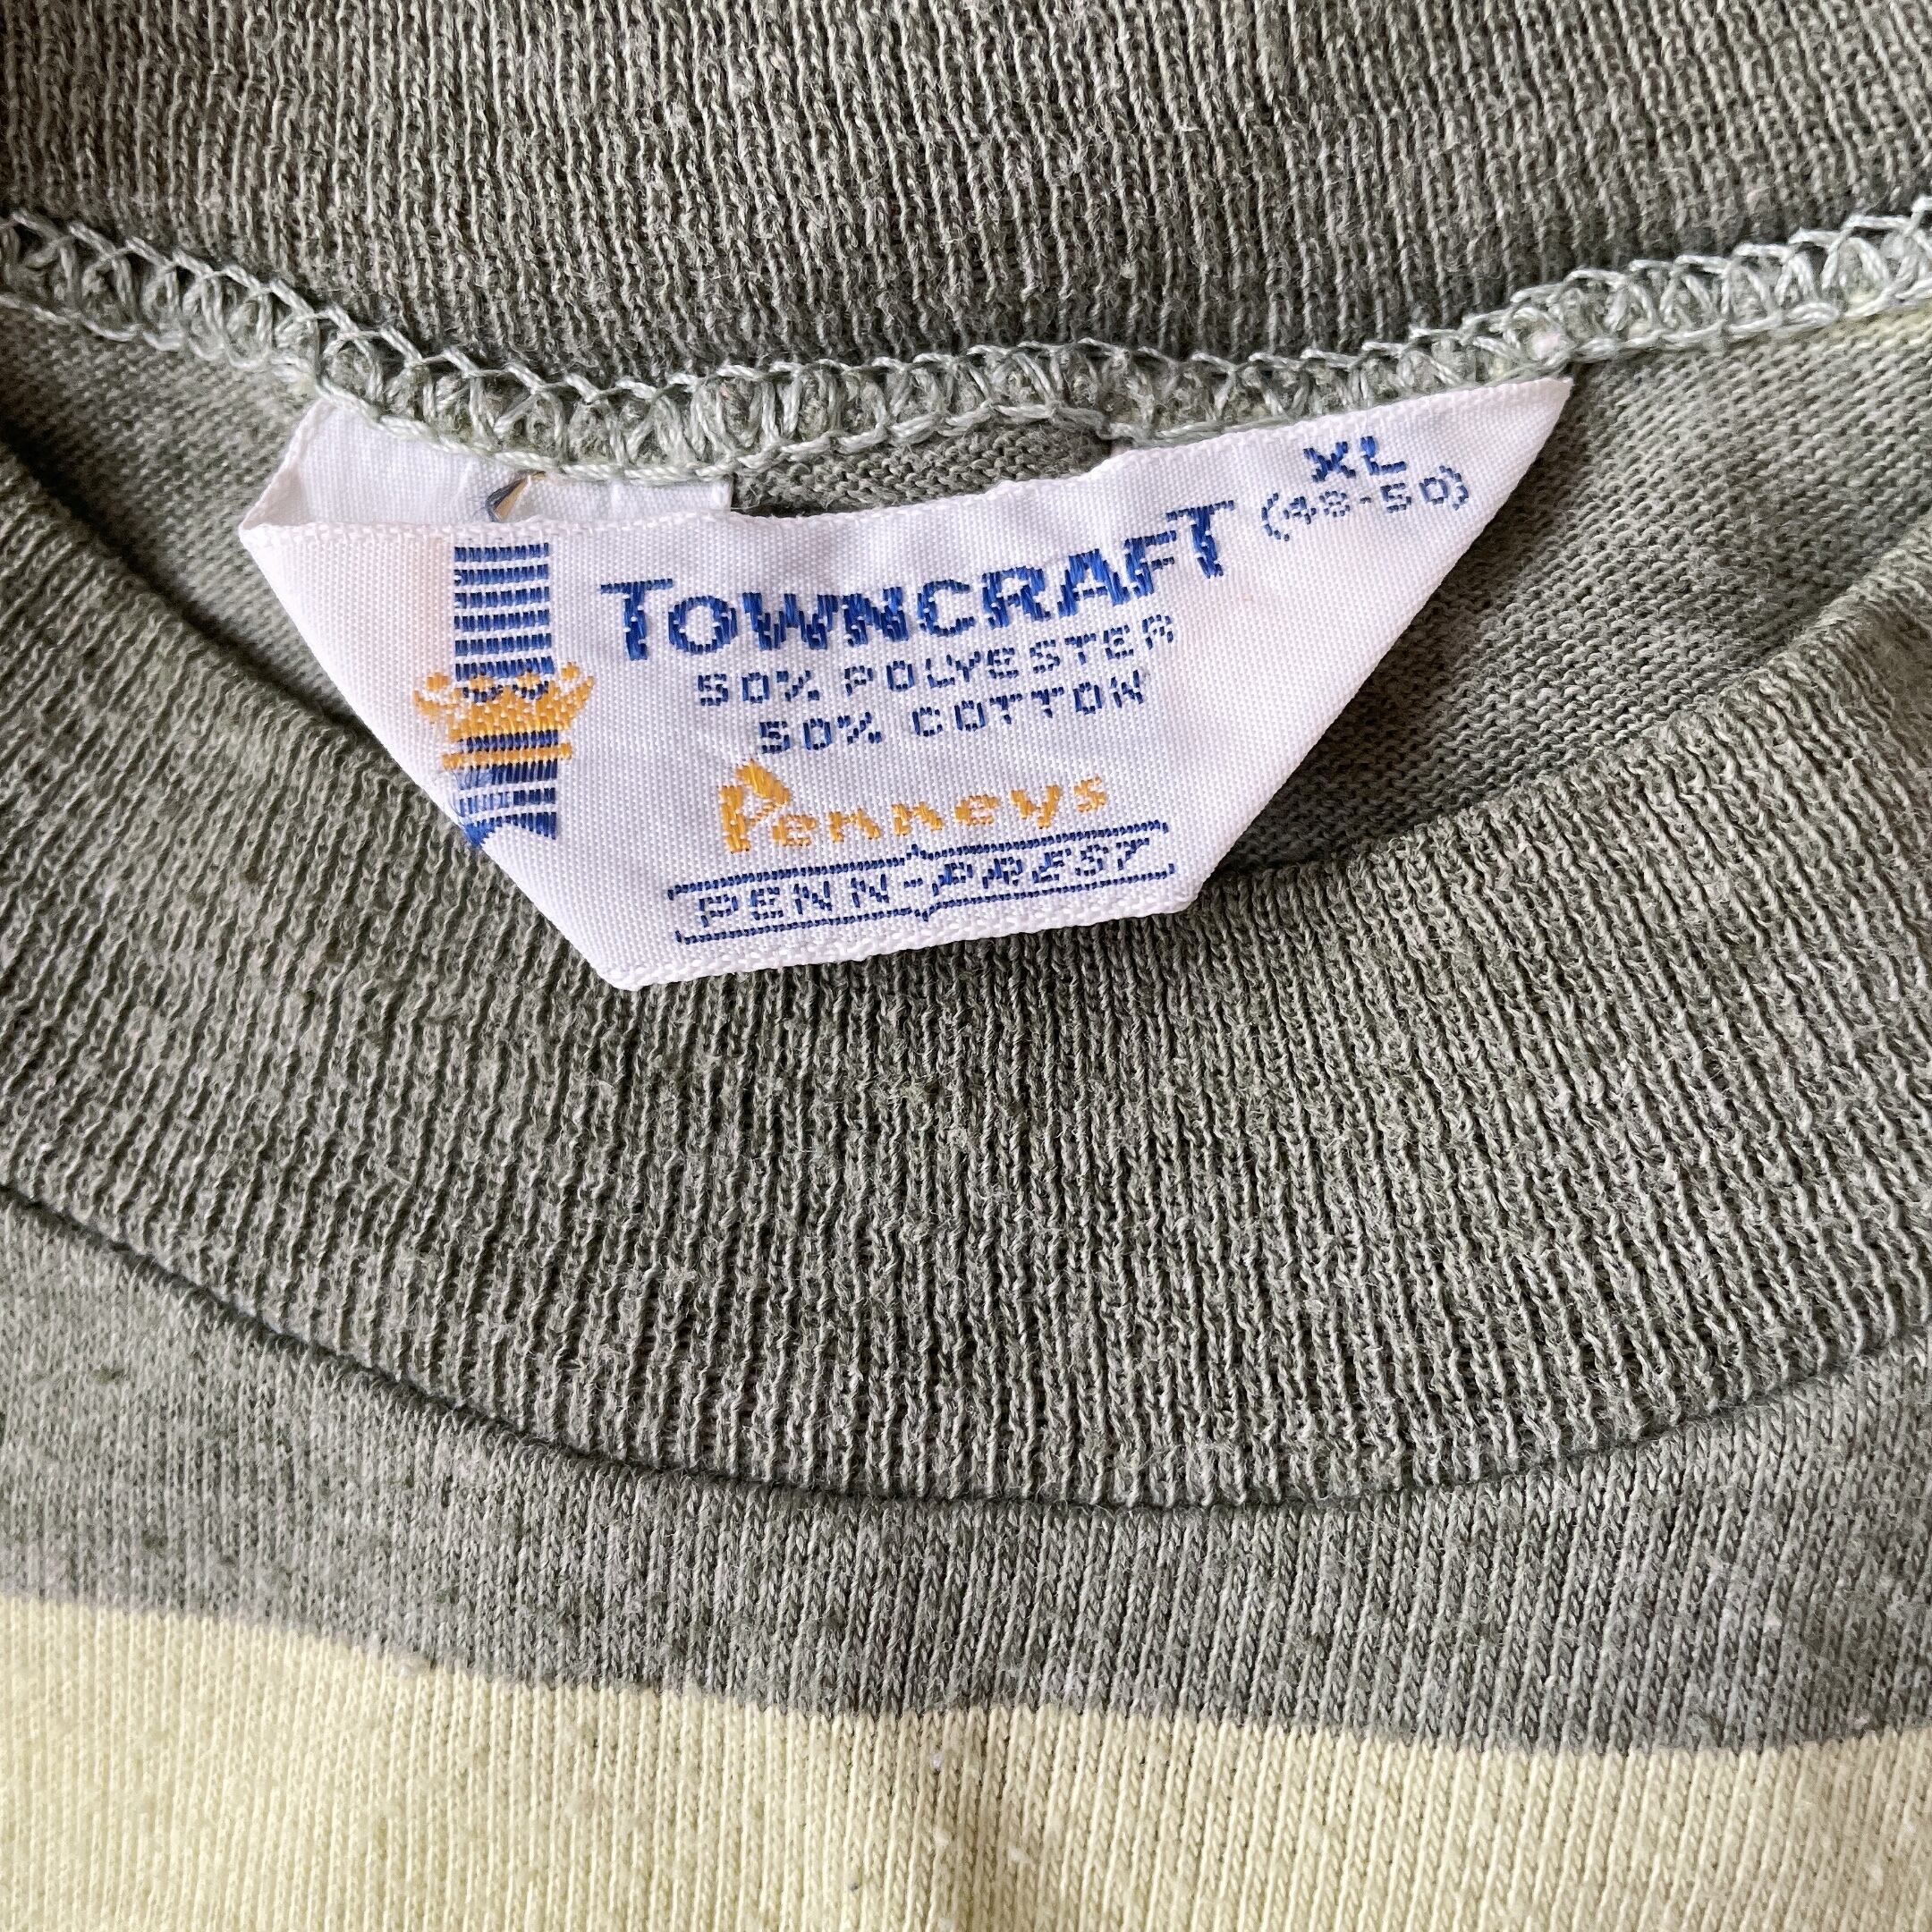 XL
(48-50)
TOWNCRAFT
50% POLYESTER
50% COTTON
Penneys
PENN-PREST